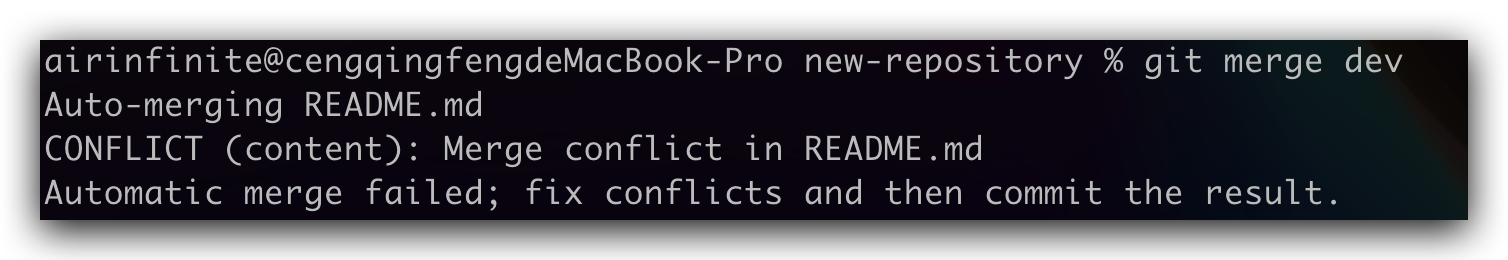 airinfinite@cengqingfengdeMacBook-Pro new-repository % git merge dev
Auto-merging README.md
CONFLICT (content): Merge conflict in README.md
Automatic merge failed; fix conflicts and then commit the result.